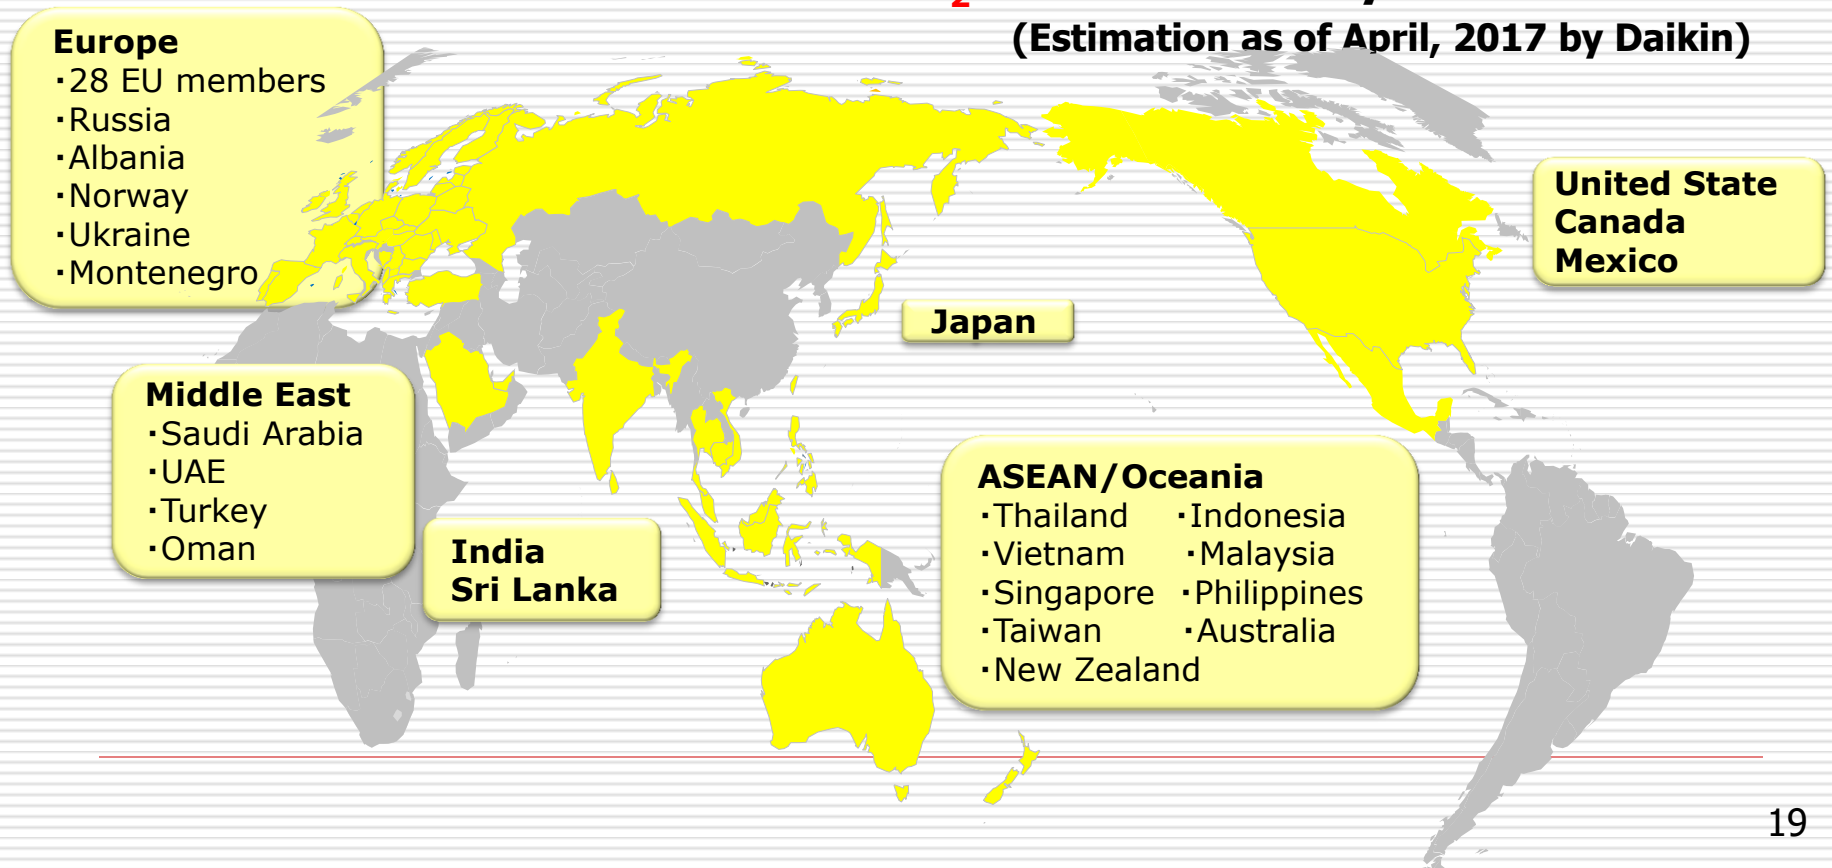 2
(Estimation as of April, 2017 by Daikin)
Europe
・28 EU members
・Russia
・Albania
・Norway
・Ukraine
・Montenegro
United State
Canada
Mexico
Japan
Middle East
・Saudi Arabia
・UAE
・Turkey
・Oman
India
Sri Lanka
ASEAN/Oceania
・Thailand ・Indonesia
・Vietnam ・Malaysia
・Singapore ・Philippines
・Taiwan ・Australia
・New Zealand
19